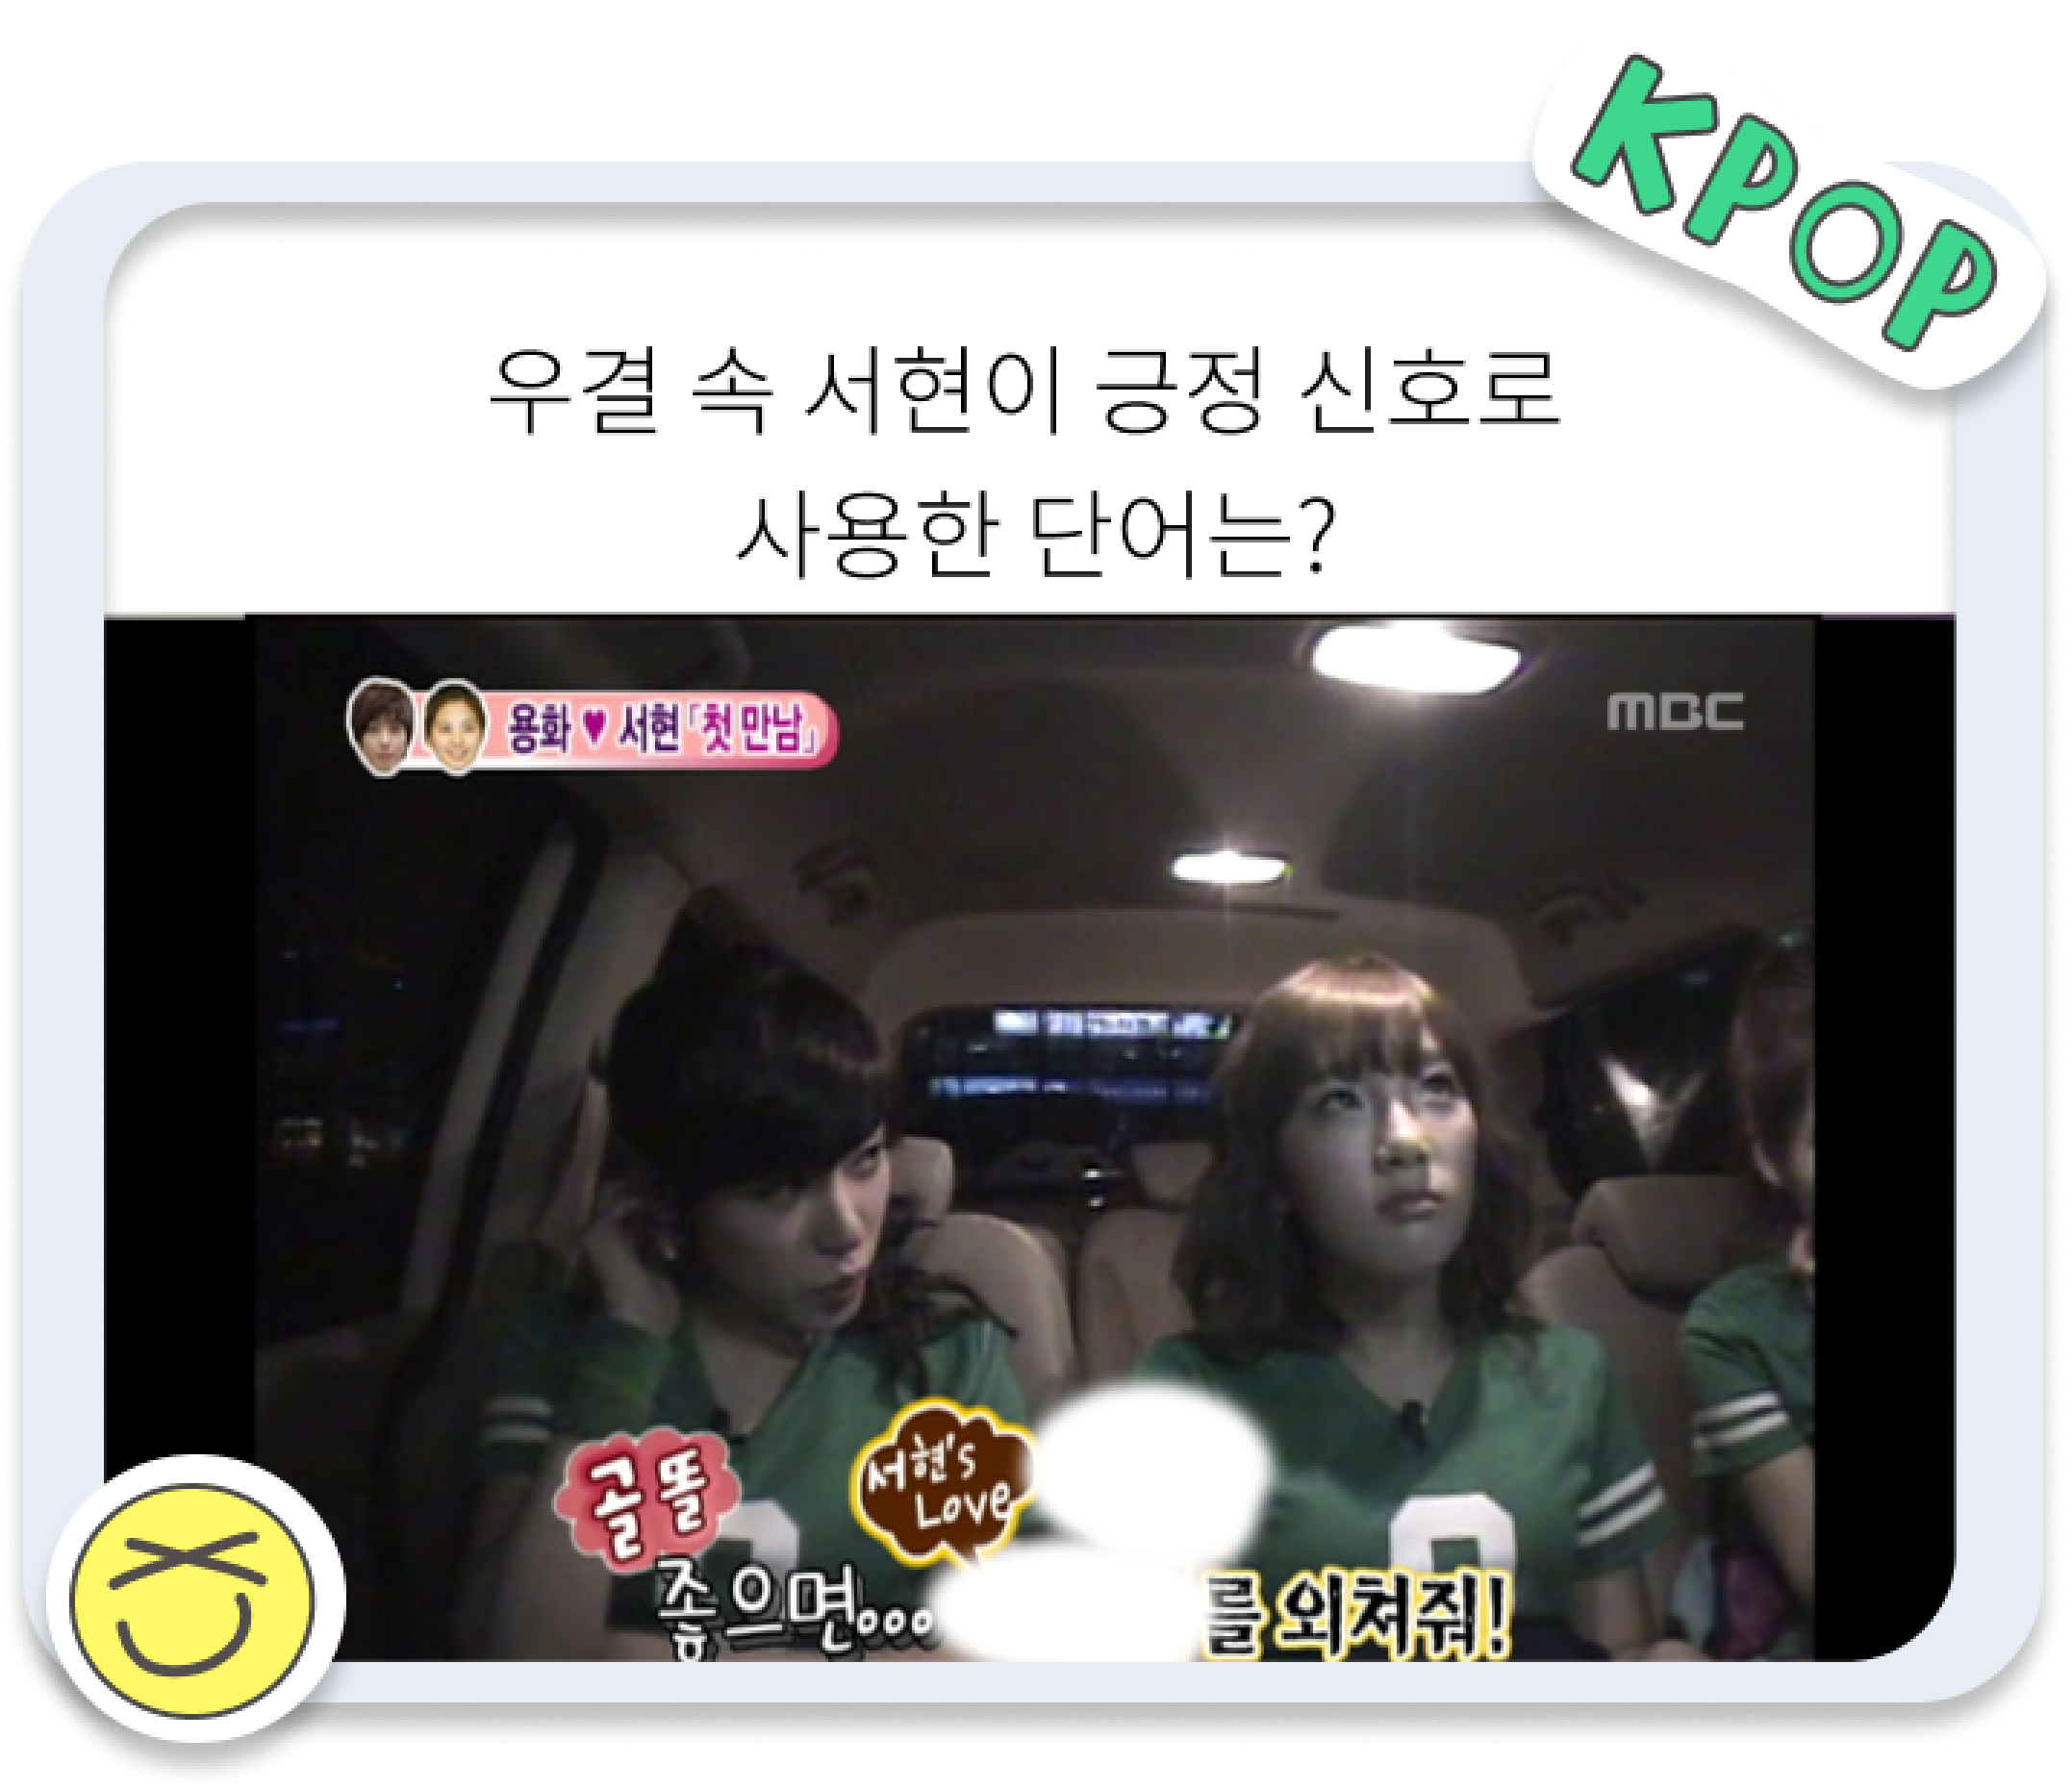 KPOP
우결 속 서현이 긍정 신호로
사용한 단어는?
용화 ♥ 서현 「첫 만남」
MBC
골똘
서현's
Love
좋으면... 를 외쳐줘!